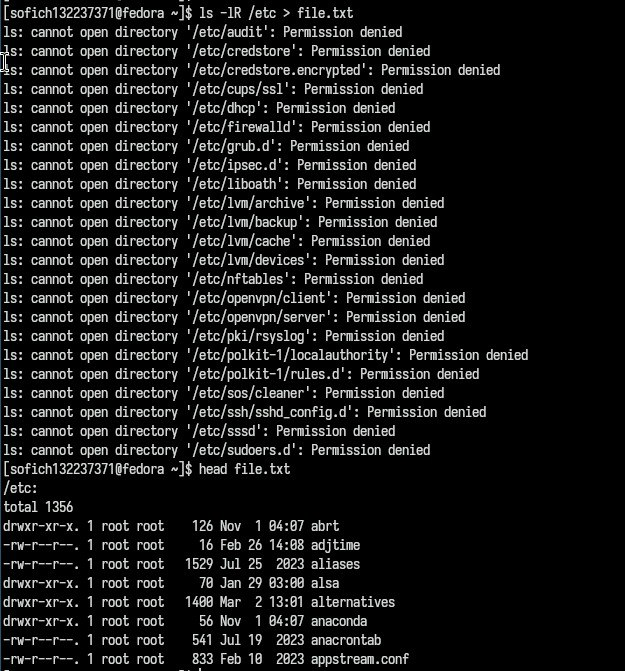 [sofich132237371@fedora ~]$ ls -lR /etc > file.txt
ls: cannot open directory '/etc/audit': Permission denied
ls: cannot open directory '/etc/credstore': Permission denied
ls: cannot open directory '/etc/credstore.encrypted': Permission denied
ls: cannot open directory '/etc/cups/ssl': Permission denied
ls: cannot open directory '/etc/dhcp': Permission denied
ls: cannot open directory '/etc/firewalld': Permission denied
ls: cannot open directory '/etc/grub.d': Permission denied
ls: cannot open directory '/etc/ipsec.d': Permission denied
ls: cannot open directory '/etc/liboath': Permission denied
ls: cannot open directory '/etc/lvm/archive': Permission denied
ls: cannot open directory '/etc/lvm/backup': Permission denied
ls: cannot open directory '/etc/lvm/cache': Permission denied
ls: cannot open directory '/etc/lvm/devices': Permission denied
ls: cannot open directory '/etc/nftables': Permission denied
ls: cannot open directory '/etc/openvpn/client': Permission denied
ls: cannot open directory '/etc/openvpn/server': Permission denied
ls: cannot open directory '/etc/pki/rsyslog': Permission denied
ls: cannot open directory '/etc/polkit-1/localauthority': Permission denied
ls: cannot open directory '/etc/polkit-1/rules.d': Permission denied
ls: cannot open directory '/etc/sos/cleaner': Permission denied
ls: cannot open directory '/etc/ssh/sshd_config.d': Permission denied
ls: cannot open directory '/etc/sssd': Permission denied
ls: cannot open directory '/etc/sudoers.d': Permission denied
[sofich132237371@fedora ~]$ head file.txt
/etc:
total 1356
drwxr-xr-x. 1 root root    126 Nov  1 04:07 abrt
-rw-r--r--. 1 root root     16 Feb 26 14:08 adjtime
-rw-r--r--. 1 root root   1529 Jul 25  2023 aliases
drwxr-xr-x. 1 root root     70 Jan 29 03:00 alsa
drwxr-xr-x. 1 root root   1400 Mar  2 13:01 alternatives
drwxr-xr-x. 1 root root     56 Nov  1 04:07 anaconda
-rw-r--r--. 1 root root    541 Jul 19  2023 anacrontab
-rw-r--r--. 1 root root    833 Feb 10  2023 appstream.conf